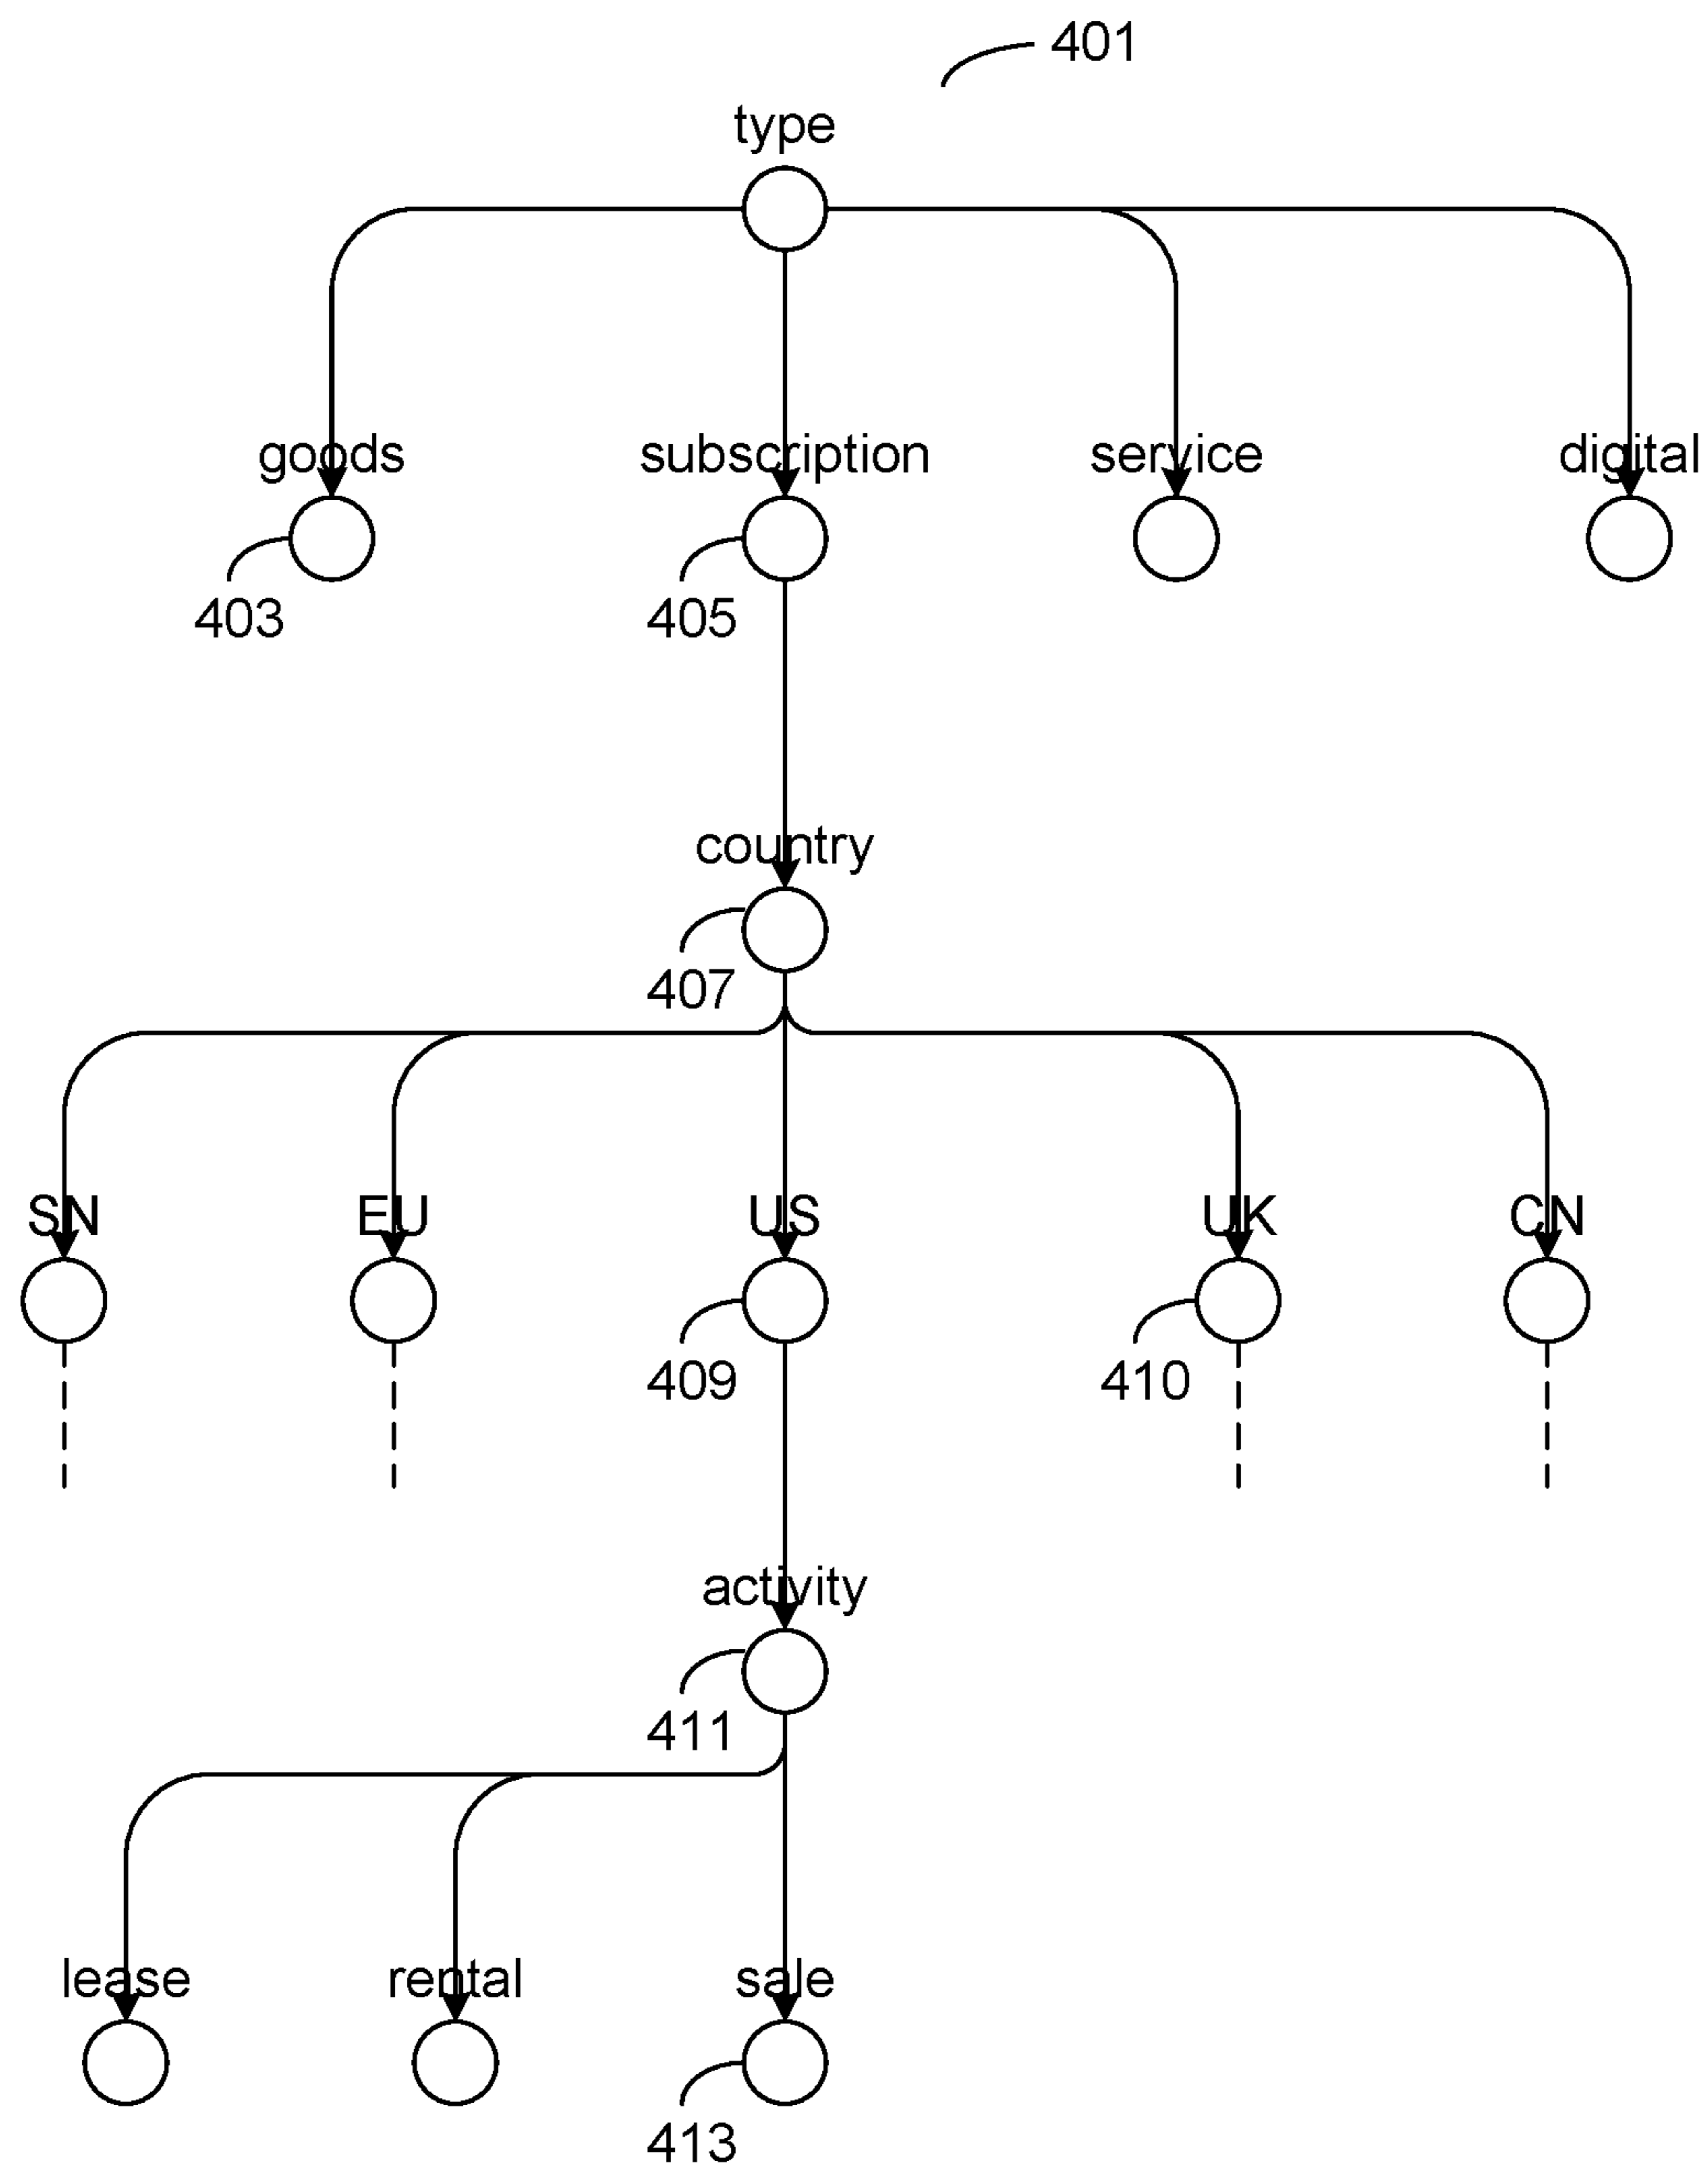 401
type
goods subscription service digital
403 405
country
407
SN EU US UK CN
409 410
activity
411
lease rental sale
413